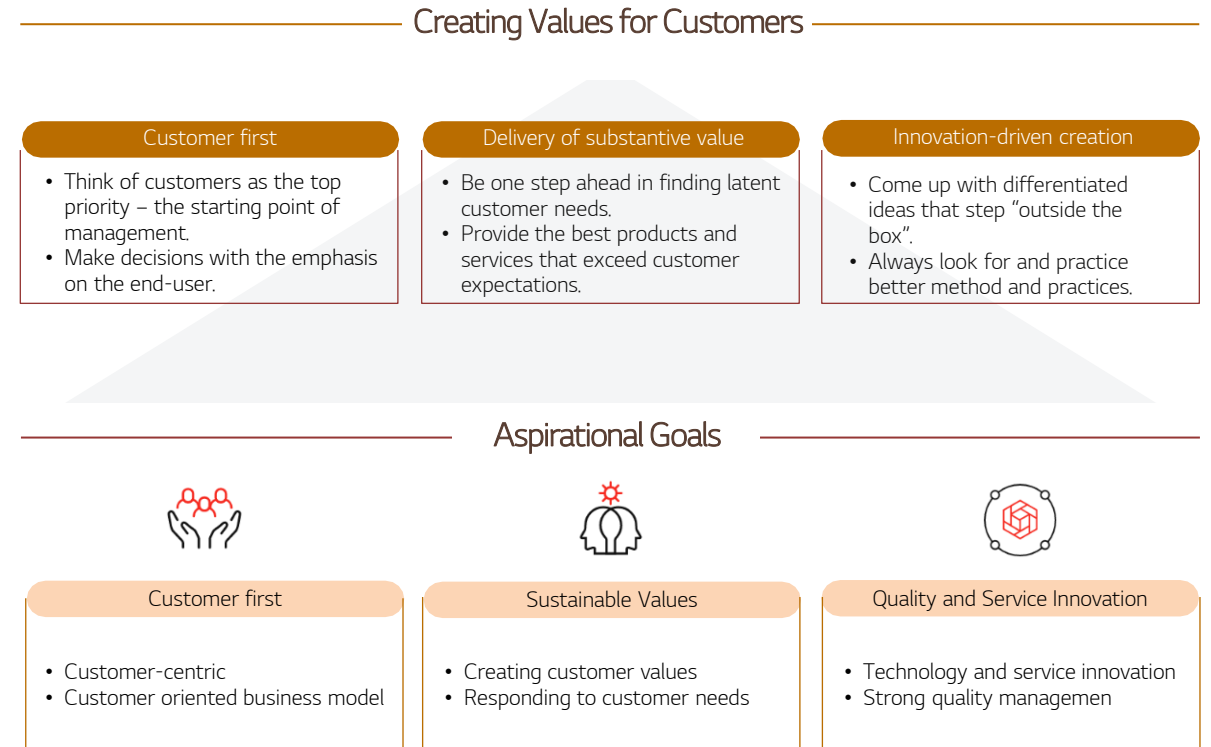 Creating Values for Customers
Customer first
• Think of customers as the top
priority – the starting point of
management.
• Make decisions with the emphasis
on the end-user.
Delivery of substantive value
• Be one step ahead in finding latent
customer needs.
• Provide the best products and
services that exceed customer
expectations.
Innovation-driven creation
• Come up with differentiated
ideas that step “outside the
box”.
• Always look for and practice
better method and practices.
Aspirational Goals
Customer first
• Customer-centric
• Customer oriented business model
Sustainable Values
• Creating customer values
• Responding to customer needs
Quality and Service Innovation
• Technology and service innovation
• Strong quality managemen